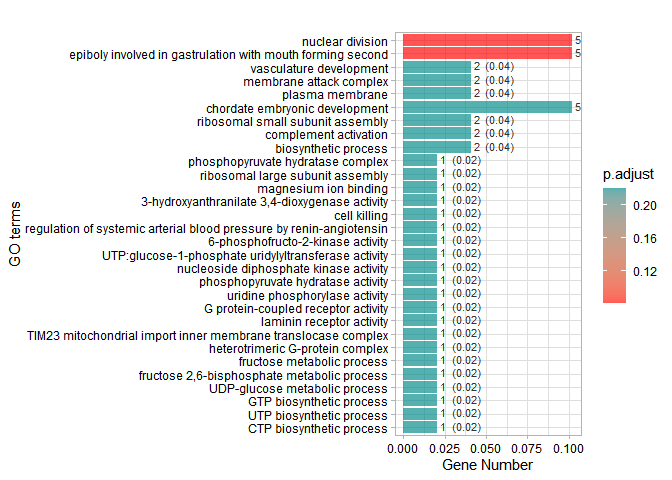 nuclear division 5
epiboly involved in gastrulation with mouth forming second 5
vasculature development 2 (0.04)
membrane attack complex 2 (0.04)
plasma membrane 2 (0.04)
chordate embryonic development 5
ribosomal small subunit assembly 2 (0.04)
complement activation 2 (0.04)
biosynthetic process 2 (0.04)
phosphopyruvate hydratase complex 1 (0.02)
ribosomal large subunit assembly 1 (0.02)
magnesium ion binding 1 (0.02)
3-hydroxyanthranilate 3,4-dioxygenase activity 1 (0.02)
cell killing 1 (0.02)
regulation of systemic arterial blood pressure by renin-angiotensin 1 (0.02)
6-phosphofructo-2-kinase activity 1 (0.02)
UTP:glucose-1-phosphate uridylyltransferase activity 1 (0.02)
nucleoside diphosphate kinase activity 1 (0.02)
phosphopyruvate hydratase activity 1 (0.02)
uridine phosphorylase activity 1 (0.02)
G protein-coupled receptor activity 1 (0.02)
laminin receptor activity 1 (0.02)
TIM23 mitochondrial import inner membrane translocase complex 1 (0.02)
heterotrimeric G-protein complex 1 (0.02)
fructose metabolic process 1 (0.02)
fructose 2,6-bisphosphate metabolic process 1 (0.02)
UDP-glucose metabolic process 1 (0.02)
GTP biosynthetic process 1 (0.02)
UTP biosynthetic process 1 (0.02)
CTP biosynthetic process 1 (0.02)
0.000 0.025 0.050 0.075 0.100
Gene Number
GO terms
p.adjust
0.20
0.16
0.12